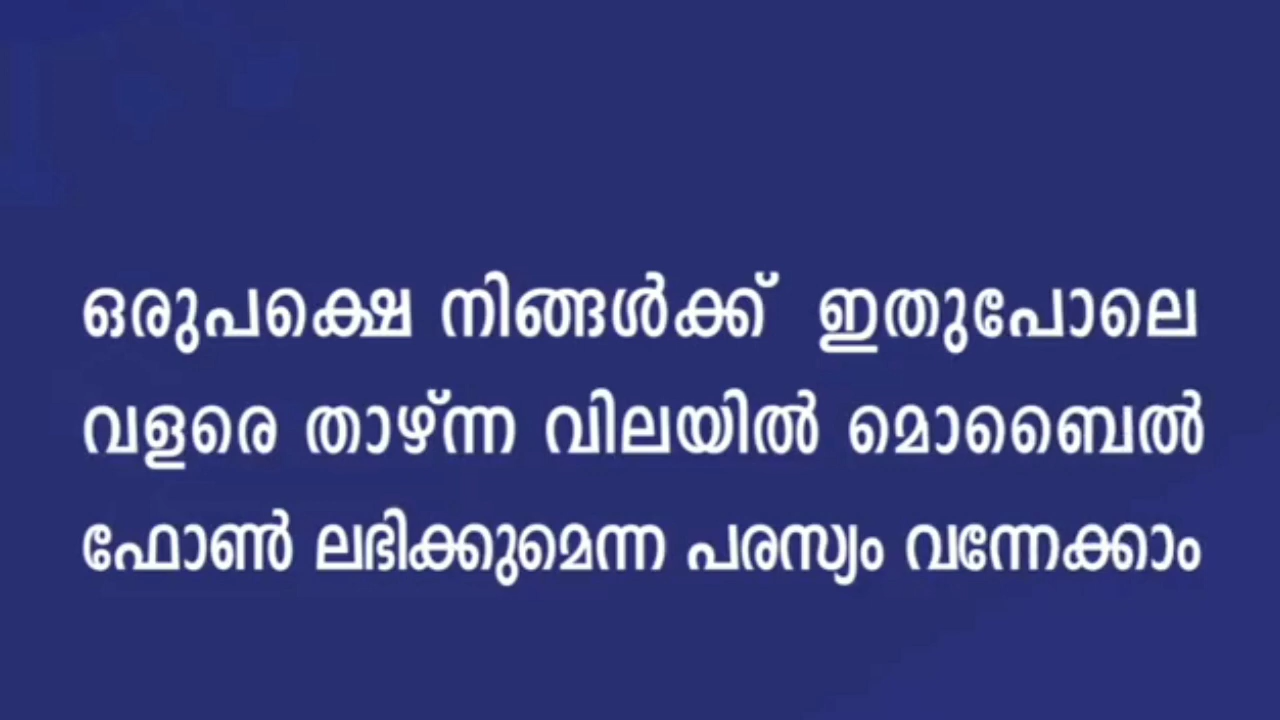 ഒരുപക്ഷെ നിങ്ങൾക്ക് ഇതുപോലെ
വളരെ താഴ്ന്ന വിലയിൽ മൊബൈൽ
ഫോൺ ലഭിക്കുമെന്ന പരസ്യം വന്നേക്കാം